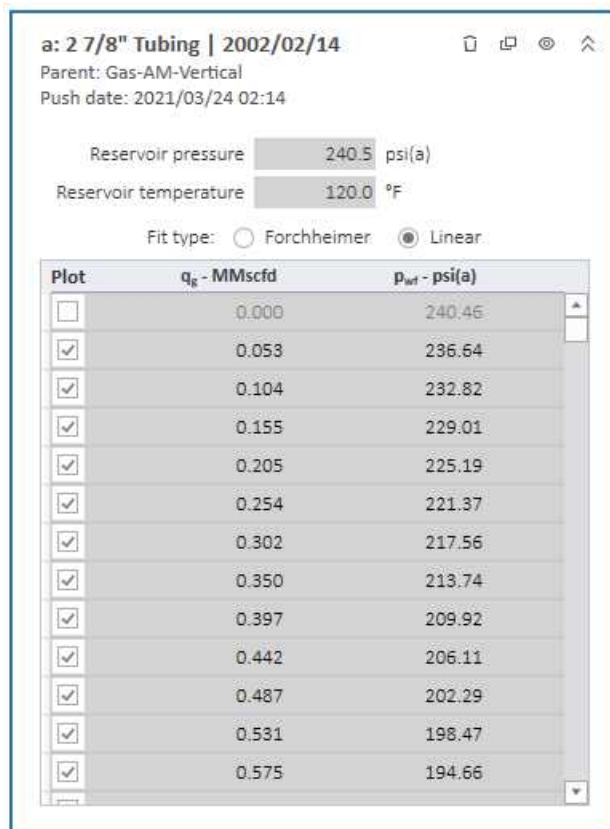 a: 2 7/8" Tubing | 2002/02/14
Parent: Gas-AM-Vertical
Push date: 2021/03/24 02:14
Reservoir pressure 240.5 psi(a)
Reservoir temperature 120.0 °F
Fit type: Forchheimer Linear
Plot qg - MMscfd pwf - psi(a)
0.000 240.46
0.053 236.64
0.104 232.82
0.155 229.01
0.205 225.19
0.254 221.37
0.302 217.56
0.350 213.74
0.397 209.92
0.442 206.11
0.487 202.29
0.531 198.47
0.575 194.66